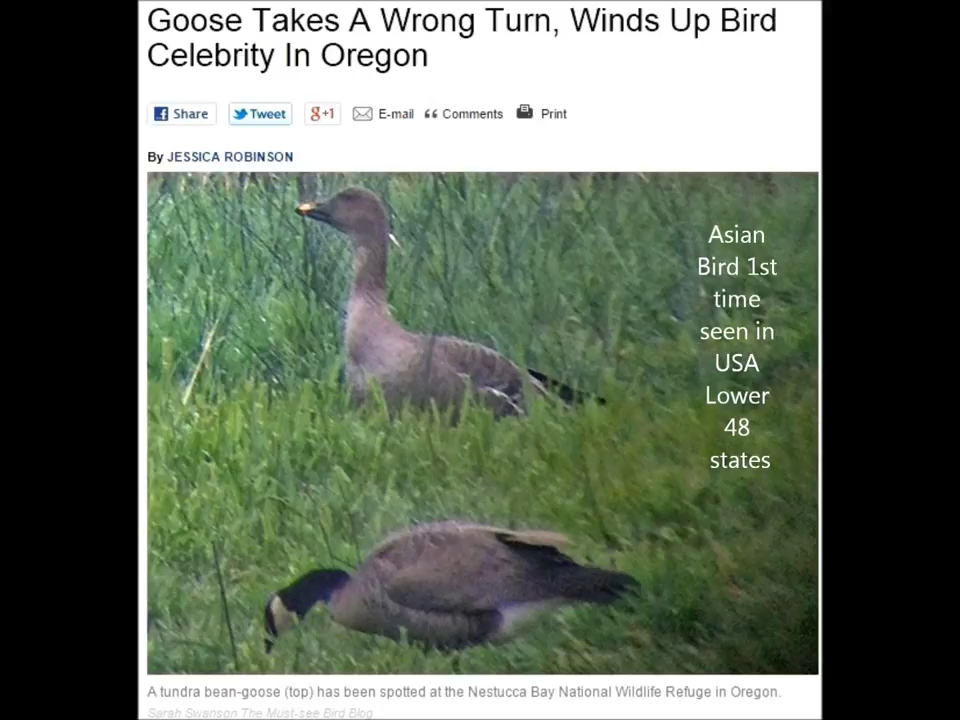 Goose Takes A Wrong Turn, Winds Up Bird
Celebrity In Oregon
Share Tweet g+1 E-mail Comments Print
By JESSICA ROBINSON
Asian
Bird 1st
time
seen in
USA
Lower
48
states
A tundra bean-goose (top) has been spotted at the Nestucca Bay National Wildlife Refuge in Oregon.
Sarah Swanson The Must-see Bird Blog